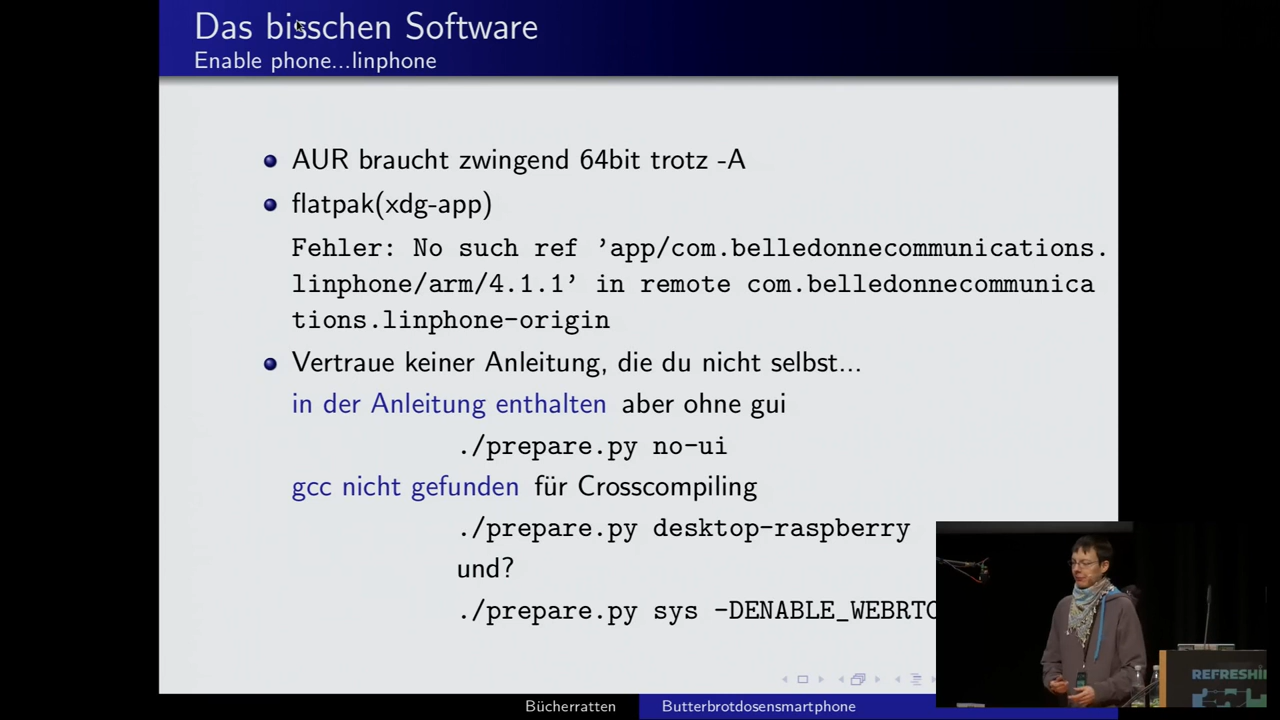 Das bisschen Software
Enable phone...linphone
AUR braucht zwingend 64bit trotz -A
flatpak(xdg-app)
Fehler: No such ref ’app/com.belledonnecommunications.
linphone/arm/4.1.1’ in remote com.belledonnecommunica
tions.linphone-origin
Vertraue keiner Anleitung, die du nicht selbst...
in der Anleitung enthalten aber ohne gui
./prepare.py no-ui
gcc nicht gefunden für Crosscompiling
./prepare.py desktop-raspberry
und?
./prepare.py sys -DENABLE_WEBRTC
REFRESHI
Bücherratten Butterbrotdosensmartphone